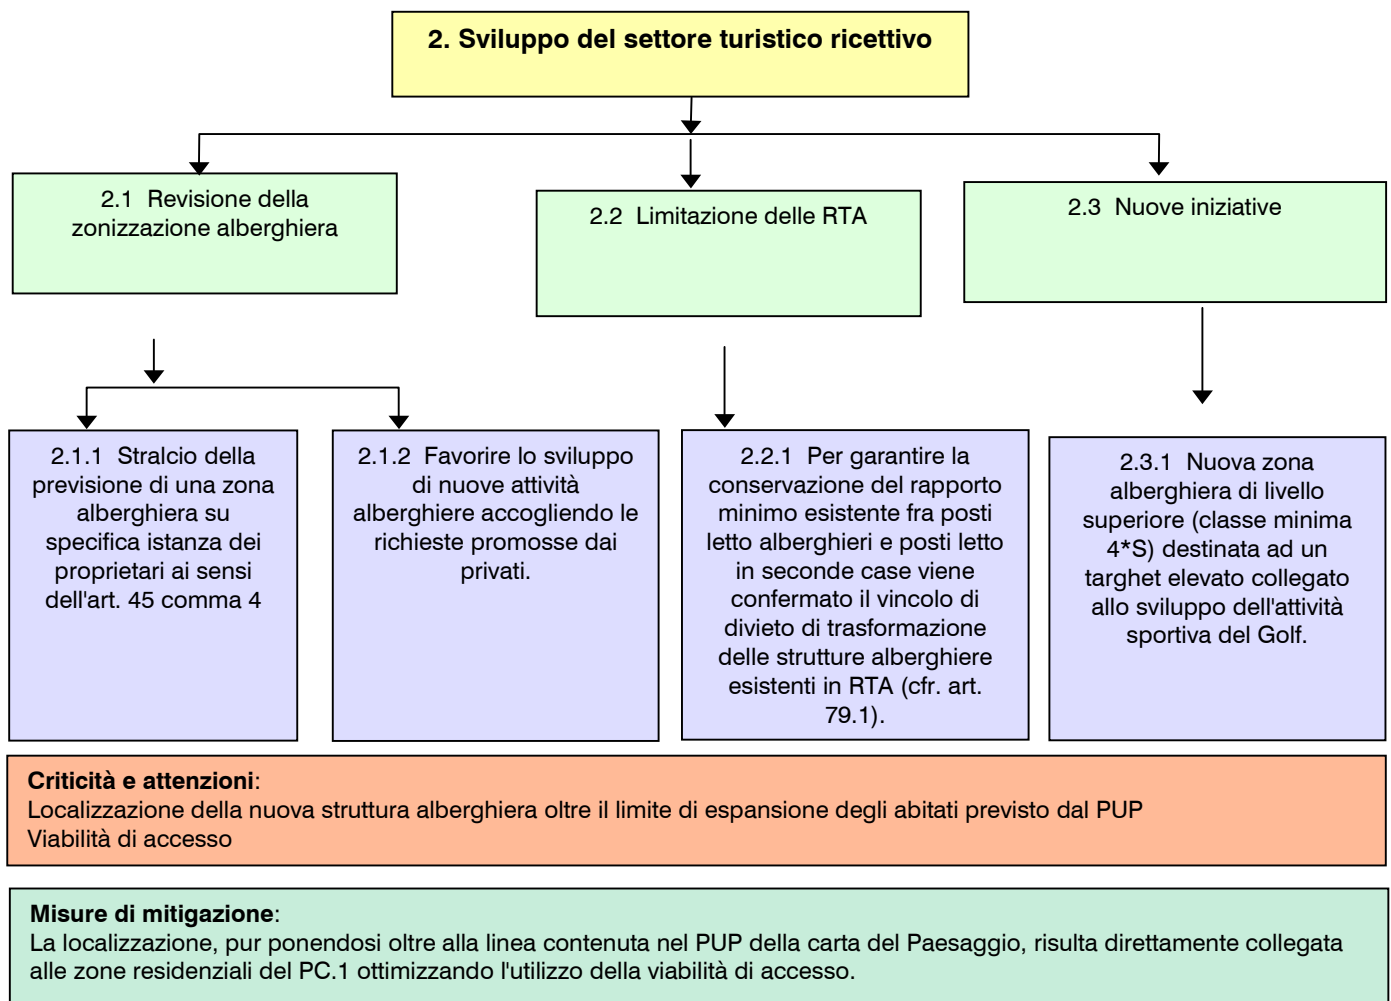 2. Sviluppo del settore turistico ricettivo
2.1 Revisione della
zonizzazione alberghiera
2.2 Limitazione delle RTA
2.3 Nuove iniziative
2.1.1 Stralcio della
previsione di una zona
alberghiera su
specifica istanza dei
proprietari ai sensi
dell'art. 45 comma 4
2.1.2 Favorire lo sviluppo
di nuove attività
alberghiere accogliendo le
richieste promosse dai
privati.
2.2.1 Per garantire la
conservazione del rapporto
minimo esistente fra posti
letto alberghieri e posti letto
in seconde case viene
confermato il vincolo di
divieto di trasformazione
delle strutture alberghiere
esistenti in RTA (cfr. art.
79.1).
2.3.1 Nuova zona
alberghiera di livello
superiore (classe minima
4*S) destinata ad un
targhet elevato collegato
allo sviluppo dell'attività
sportiva del Golf.
Criticità e attenzioni:
Localizzazione della nuova struttura alberghiera oltre il limite di espansione degli abitati previsto dal PUP
Viabilità di accesso
Misure di mitigazione:
La localizzazione, pur ponendosi oltre alla linea contenuta nel PUP della carta del Paesaggio, risulta direttamente collegata
alle zone residenziali del PC.1 ottimizzando l'utilizzo della viabilità di accesso.